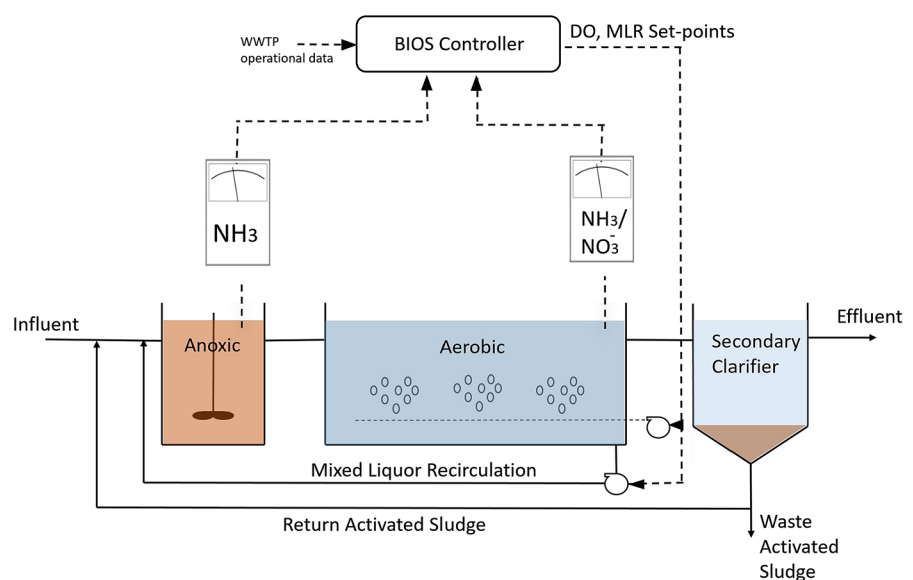 WWTP
operational data
BIOS Controller
DO, MLR Set-points
NH3
NH3/
NO3-
Influent
Anoxic
Aerobic
Secondary
Clarifier
Effluent
Mixed Liquor Recirculation
Return Activated Sludge
Waste
Activated
Sludge